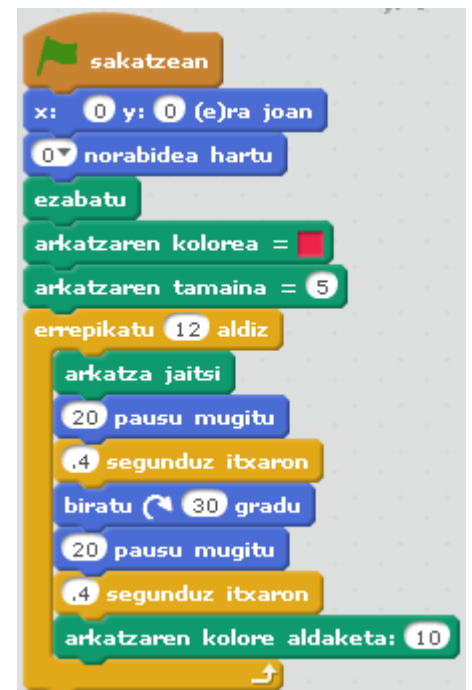 sakatzean
x: 0 y: 0 (e)ra joan
0 norabidea hartu
ezabatu
arkatzaren kolorea =
arkatzaren tamaina = 5
errepikatu 12 aldiz
arkatza jaitsi
20 pausu mugitu
.4 segunduz itxaron
biratu 30 gradu
20 pausu mugitu
.4 segunduz itxaron
arkatzaren kolore aldaketa: 10